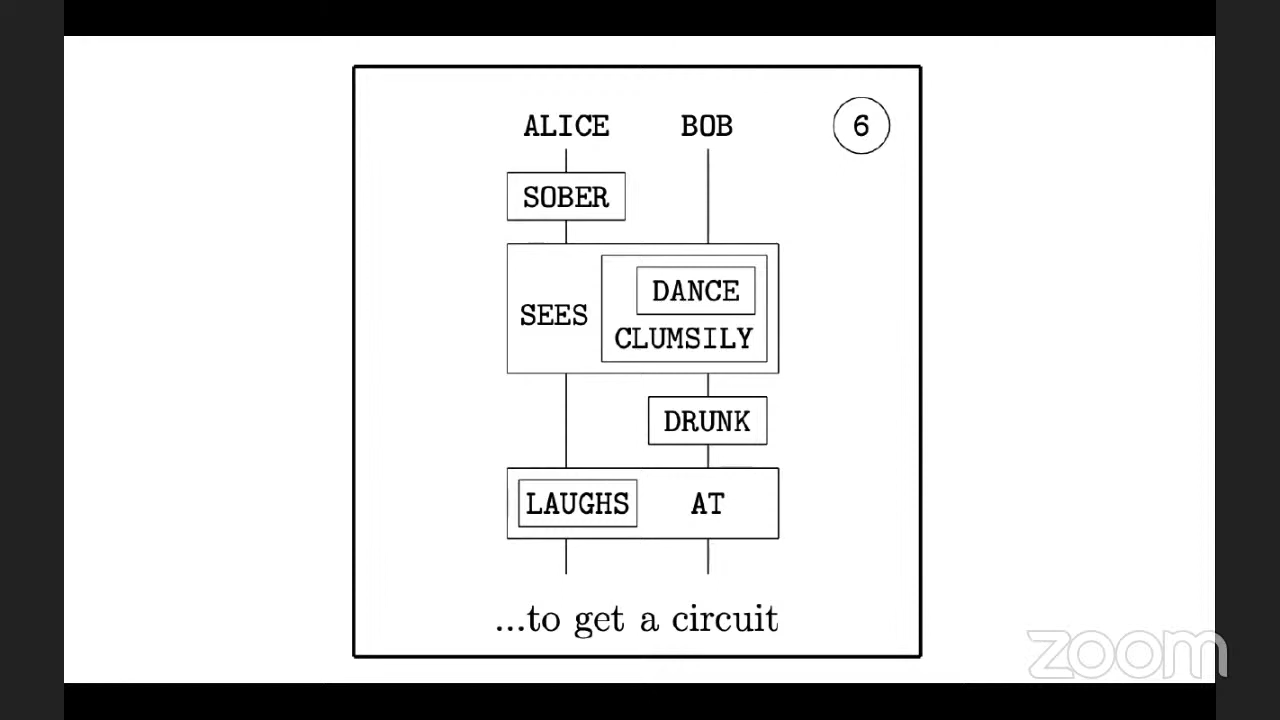 ALICE BOB
6
SOBER
DANCE
SEES
CLUMSILY
DRUNK
LAUGHS AT
...to get a circuit
zoom